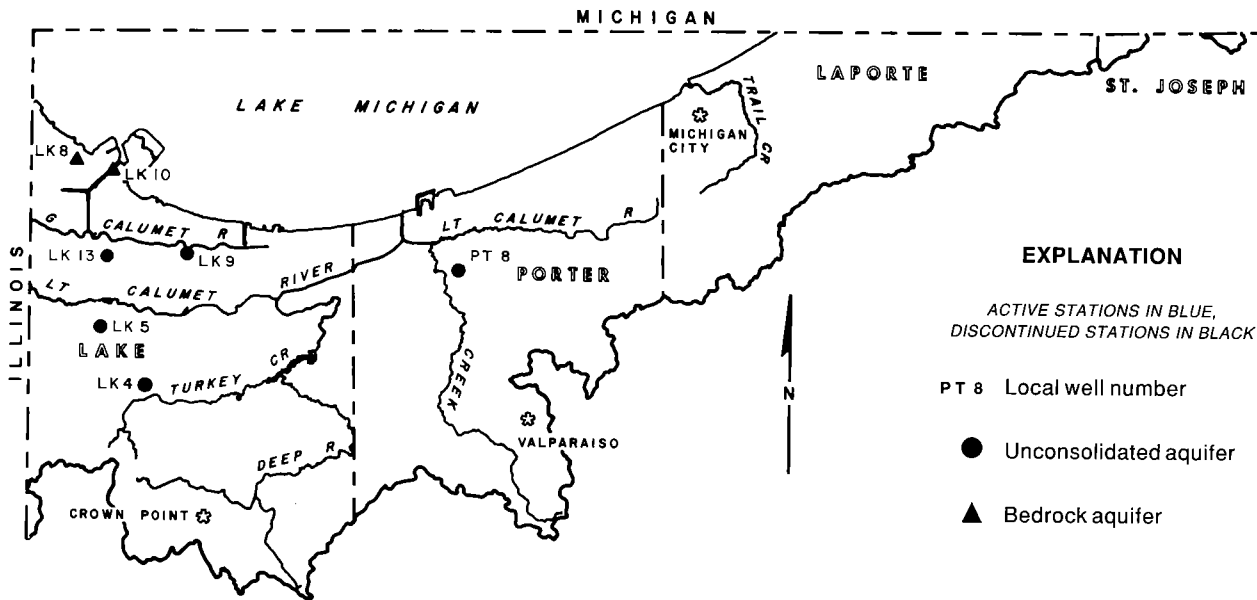 MICHIGAN
LAPORTE
ST. JOSEPH
LAKE MICHIGAN
TRAIL CR
MICHIGAN
CITY
LK8
LK 10
G CALUMET R
LT CALUMET R
LK 13
LK9
PT 8
PORTER
RIVER
LT CALUMET
ILLINOIS
LK 5
LAKE
LK4
TURKEY CR
CREEK
VALPARAISO
DEEP R
CROWN POINT
N
EXPLANATION
ACTIVE STATIONS IN BLUE,
DISCONTINUED STATIONS IN BLACK
PT 8 Local well number
Unconsolidated aquifer
Bedrock aquifer